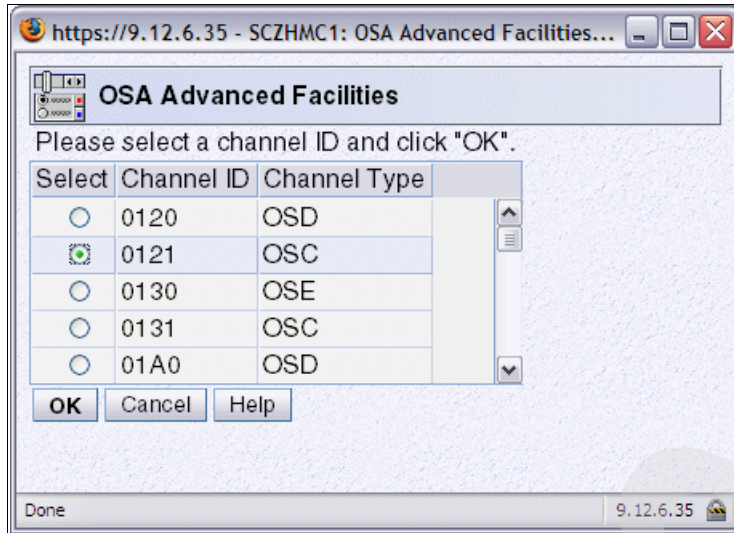 https://9.12.6.35 - SCZHMC1: OSA Advanced Facilities...
OSA Advanced Facilities
Please select a channel ID and click "OK".
Select Channel ID Channel Type
0120 OSD
0121 OSC
0130 OSE
0131 OSC
01A0 OSD
OK Cancel Help
Done 9.12.6.35